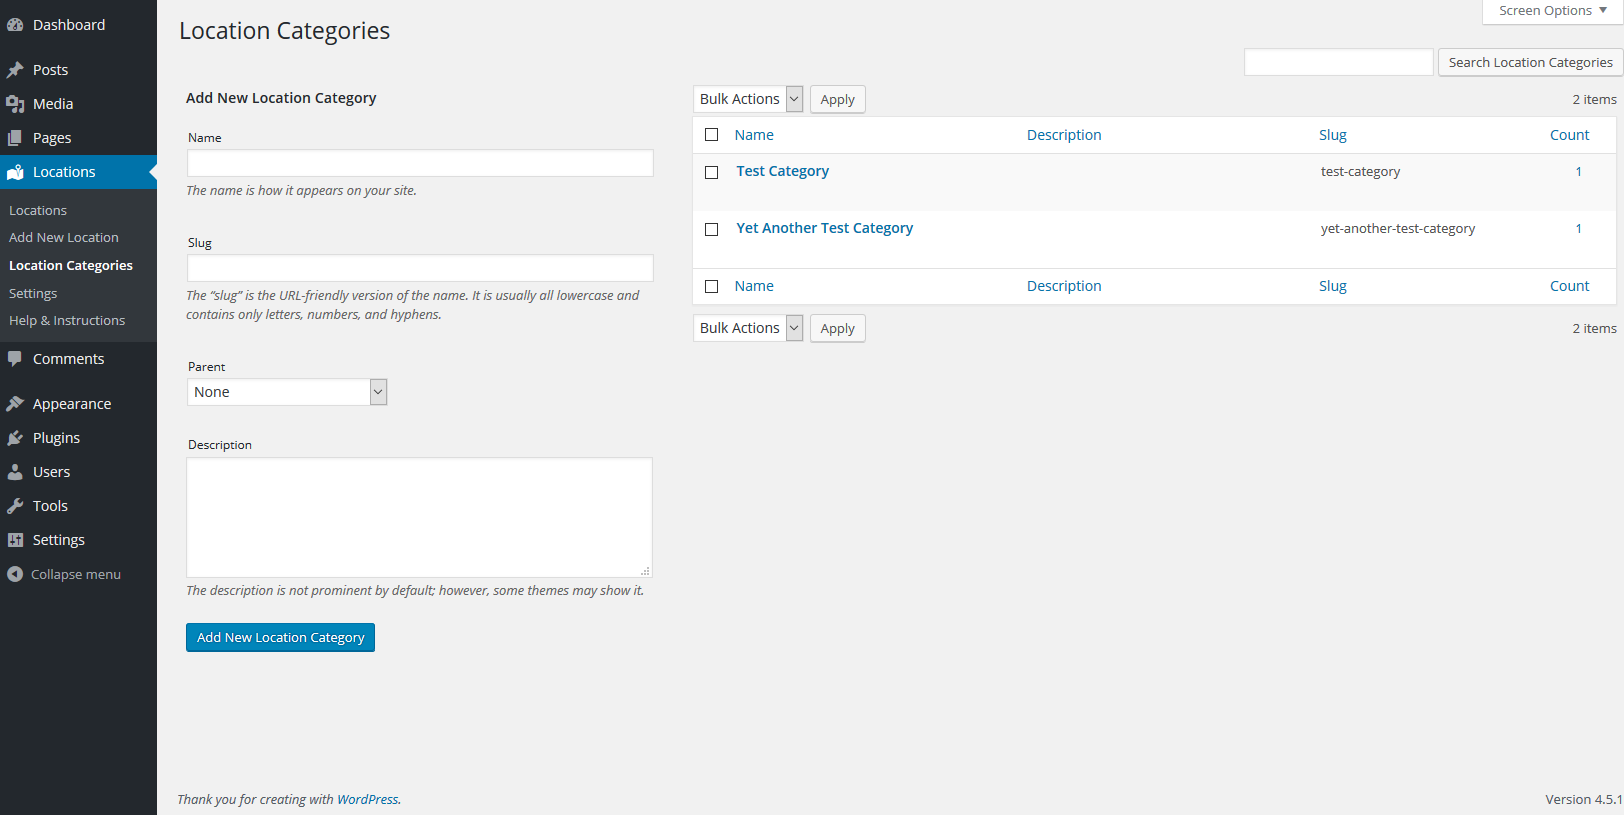 Dashboard
Posts
Media
Pages
Locations
Locations
Add New Location
Location Categories
Settings
Help & Instructions
Comments
Appearance
Plugins
Users
Tools
Settings
Collapse menu
Screen Options
Location Categories
Search Location Categories
Add New Location Category
Name
The name is how it appears on your site.
Slug
The “slug” is the URL-friendly version of the name. It is usually all lowercase and
contains only letters, numbers, and hyphens.
Parent
None
Description
The description is not prominent by default; however, some themes may show it.
Add New Location Category
Bulk Actions Apply 2 items
Name Description Slug Count
Test Category test-category 1
Yet Another Test Category yet-another-test-category 1
Name Description Slug Count
Bulk Actions Apply 2 items
Thank you for creating with WordPress. Version 4.5.1